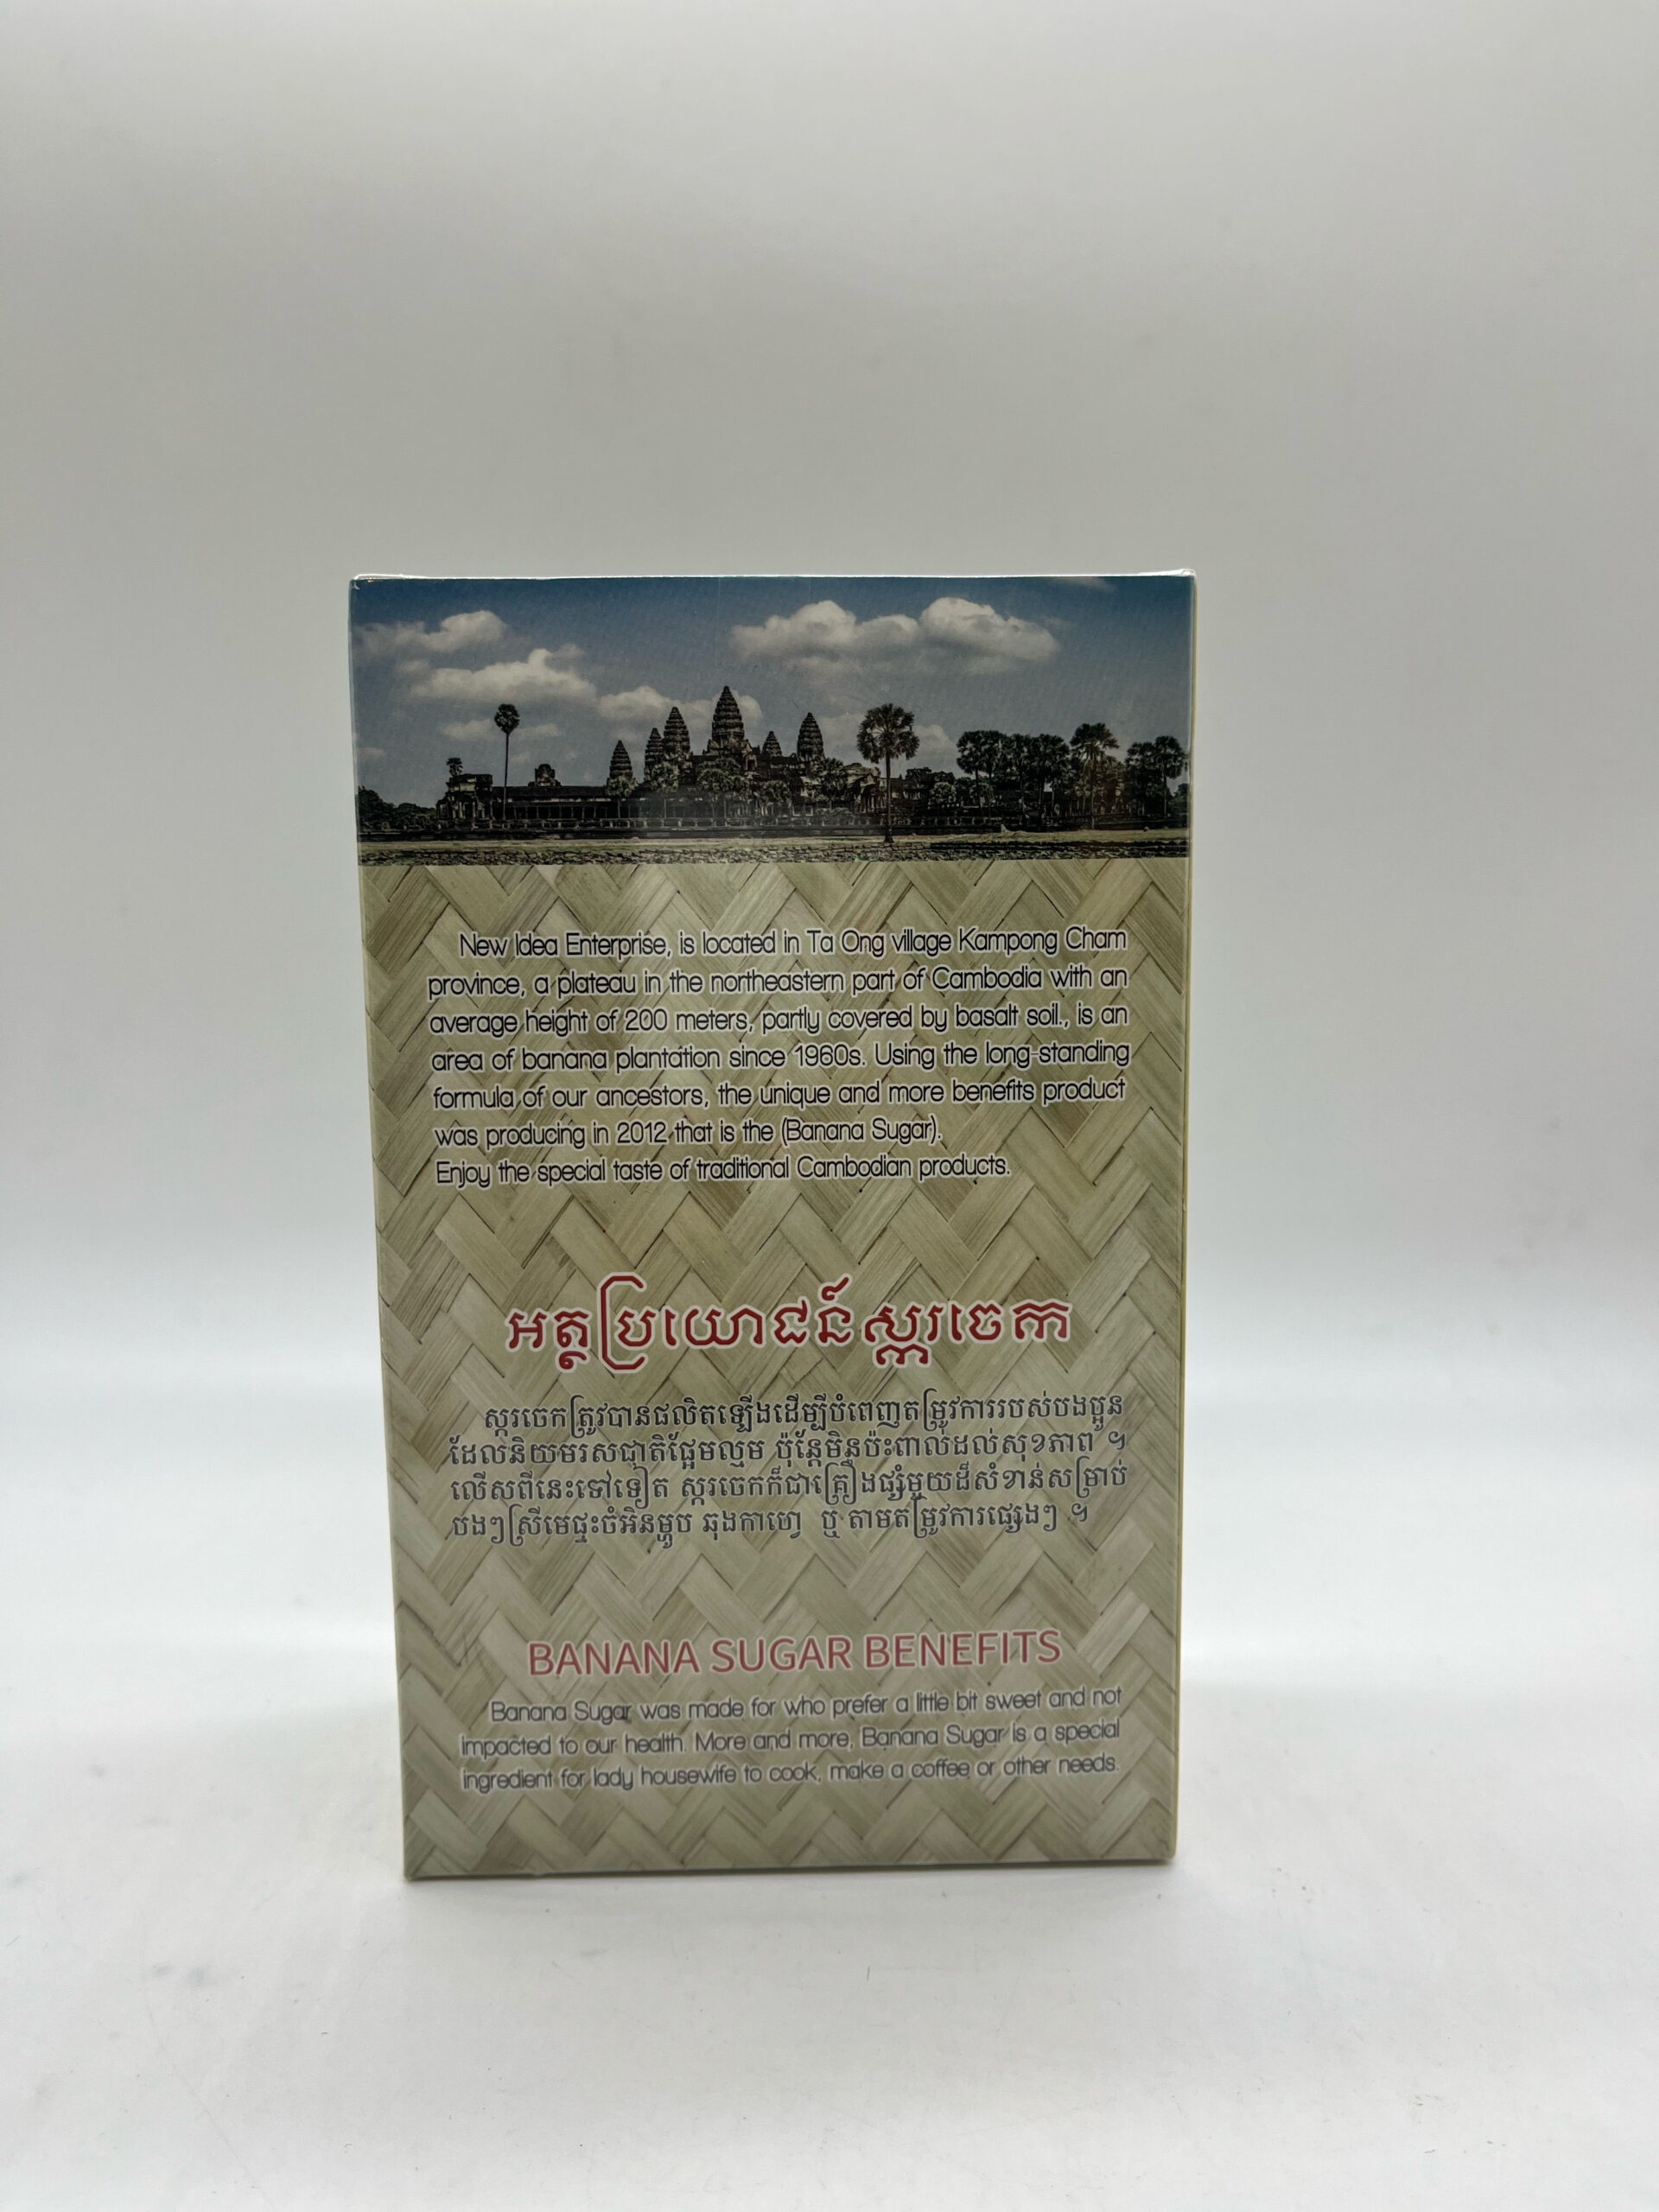 New Idea Enterprise, is located in Ta Ong village Kampong Cham
province, a plateau in the northeastern part of Cambodia with an
average height of 200 meters, partly covered by basalt soil., is an
area of banana plantation since 1960s. Using the long-standing
formula of our ancestors, the unique and more benefits product
was producing in 2012 that is the (Banana Sugar).
Enjoy the special taste of traditional Cambodian products.
អត្ថប្រយោជន៍ស្ករចេក
ស្ករចេកត្រូវបានផលិតឡើងដើម្បីបំពេញតម្រូវការរបស់បងប្អូន
ដែលនិយមរសជាតិផ្អែមល្មម ប៉ុន្តែមិនប៉ះពាល់ដល់សុខភាព ។
លើសពីនេះទៅទៀត ស្ករចេកក៏ជាគ្រឿងផ្សំមួយដ៏សំខាន់សម្រាប់
បងៗស្រីមេផ្ទះចំអិនម្ហូប ឆុងកាហ្វេ ឬ តាមតម្រូវការផ្សេងៗ ។
BANANA SUGAR BENEFITS
Banana Sugar was made for who prefer a little bit sweet and not
impacted to our health. More and more, Banana Sugar is a special
ingredient for lady housewife to cook, make a coffee or other needs.